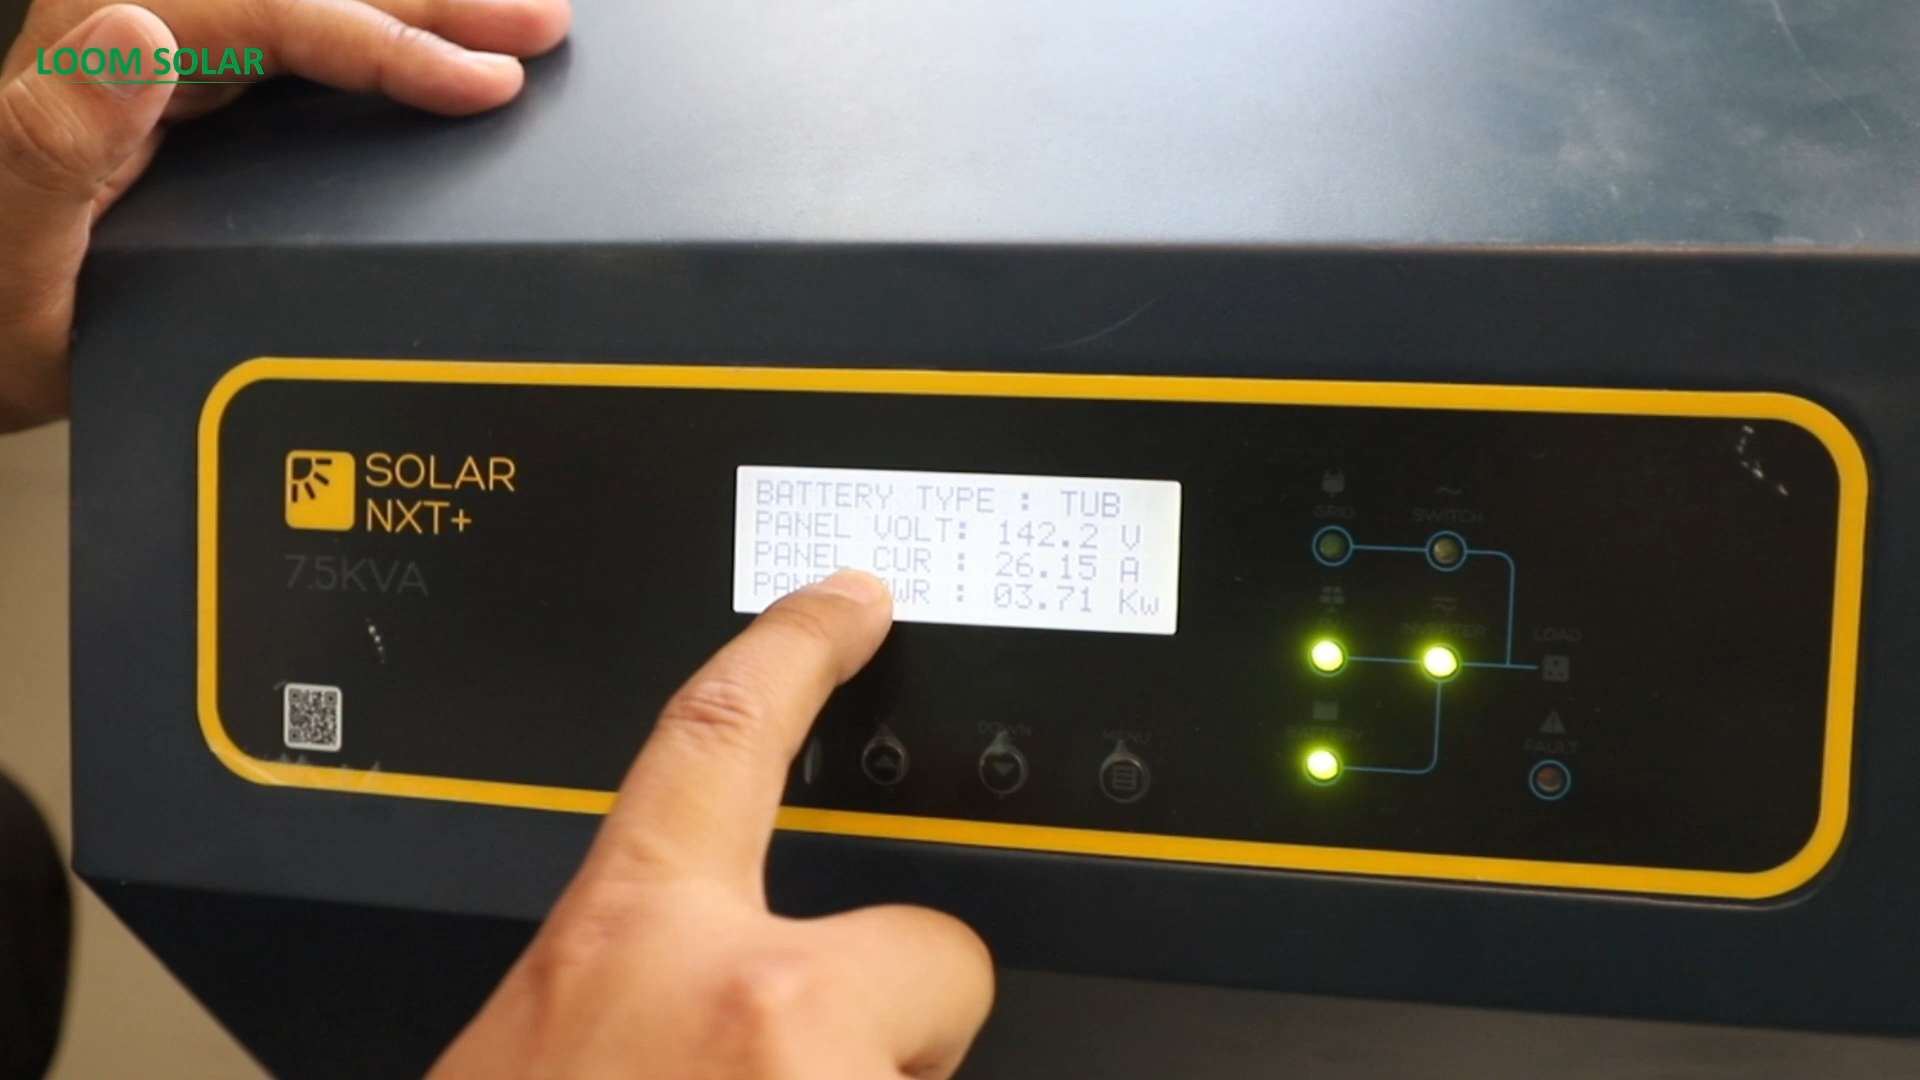 LOOM SOLAR
SOLAR
NXT+
7.5KVA
BATTERY TYPE : TUB
PANEL VOLT: 142.2 V
PANEL CUR : 26.15 A
PANEL PWR : 03.71 Kw
GRID
SWITCH
INVERTER
LOAD
BATTERY
FAULT
DOWN
MENU